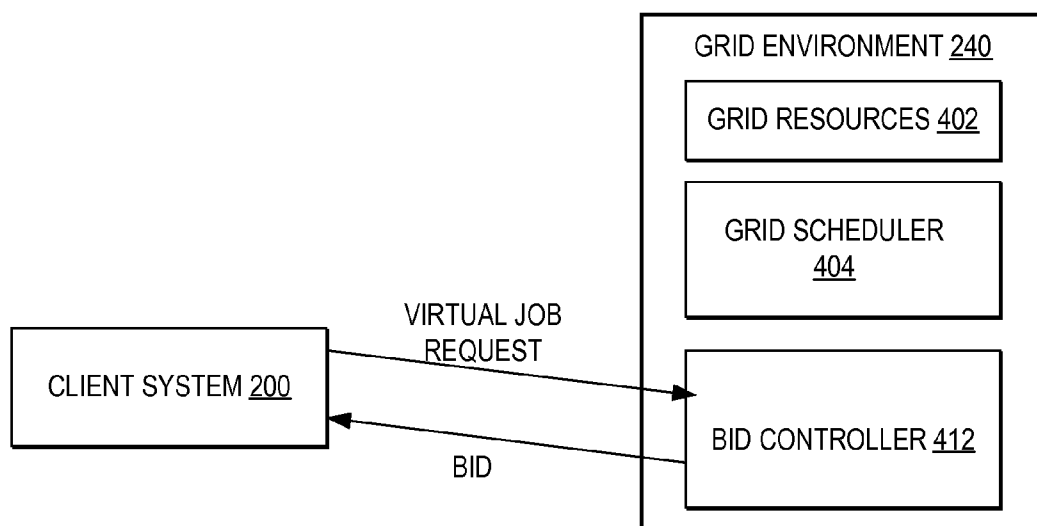 GRID ENVIRONMENT 240
GRID RESOURCES 402
GRID SCHEDULER
404
VIRTUAL JOB
REQUEST
CLIENT SYSTEM 200
BID CONTROLLER 412
BID